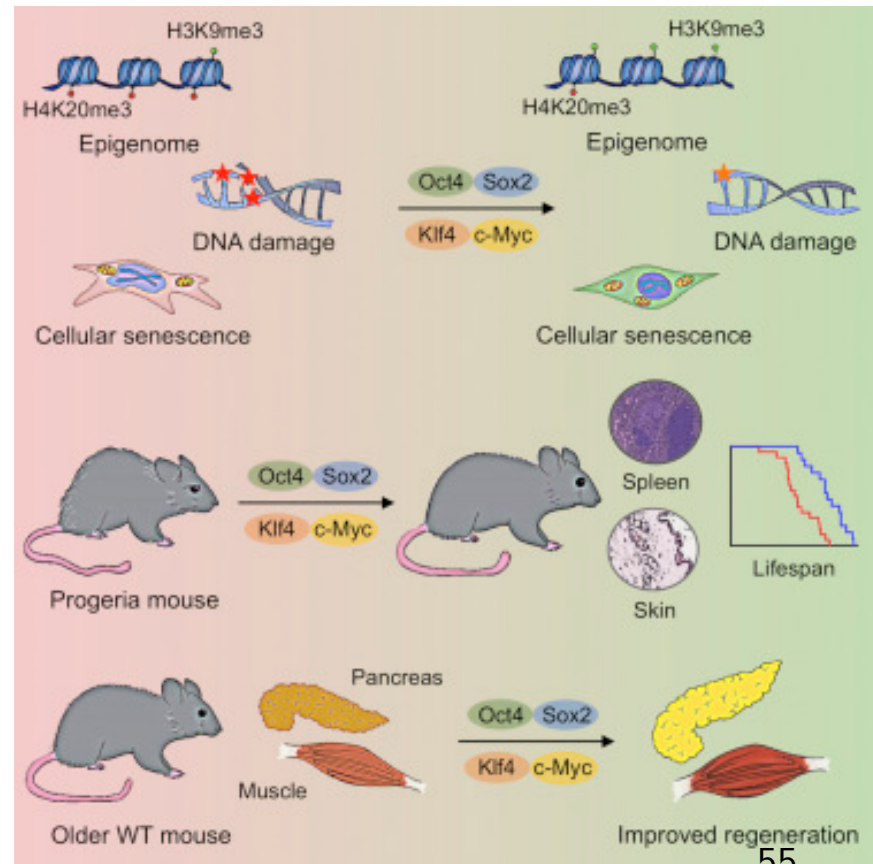 H3K9me3
H3K9me3
H4K20me3
H4K20me3
Epigenome
Epigenome
Oct4 Sox2
Klf4 c-Myc
DNA damage
DNA damage
Cellular senescence
Cellular senescence
Oct4 Sox2
Klf4 c-Myc
Spleen
Lifespan
Progeria mouse
Skin
Pancreas
Oct4 Sox2
Klf4 c-Myc
Muscle
Older WT mouse
Improved regeneration
55